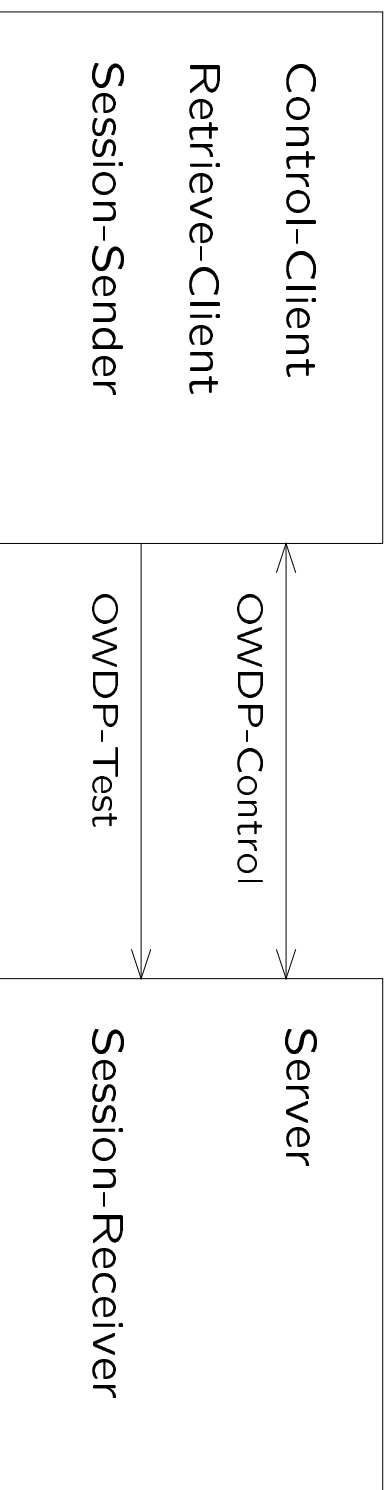 Control-Client
Retrieve-Client
Session-Sender
OWDP-Control
OWDP-Test
Server
Session-Receiver